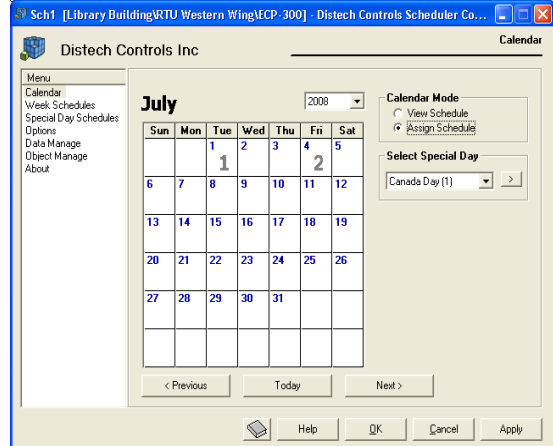 Sch1 [Library Building\RTU Western Wing\ECP-300] - Distech Controls Scheduler Co...
Distech Controls Inc
Calendar
Menu
Calendar
Week Schedules
Special Day Schedules
Options
Data Manage
Object Manage
About
July
2008
Sun Mon Tue Wed Thu Fri Sat
1 2 3 4 5
1 2
6 7 8 9 10 11 12
13 14 15 16 17 18 19
20 21 22 23 24 25 26
27 28 29 30 31
Calendar Mode
View Schedule
Assign Schedule
Select Special Day
Canada Day (1) >
< Previous Today Next >
Help OK Cancel Apply